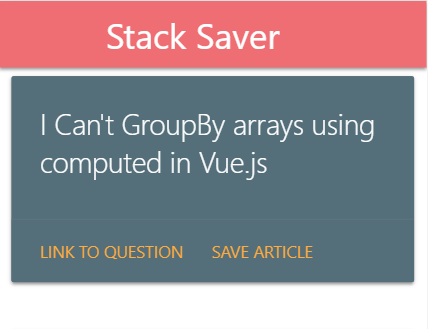 Stack Saver
I Can't GroupBy arrays using
computed in Vue.js
LINK TO QUESTION SAVE ARTICLE